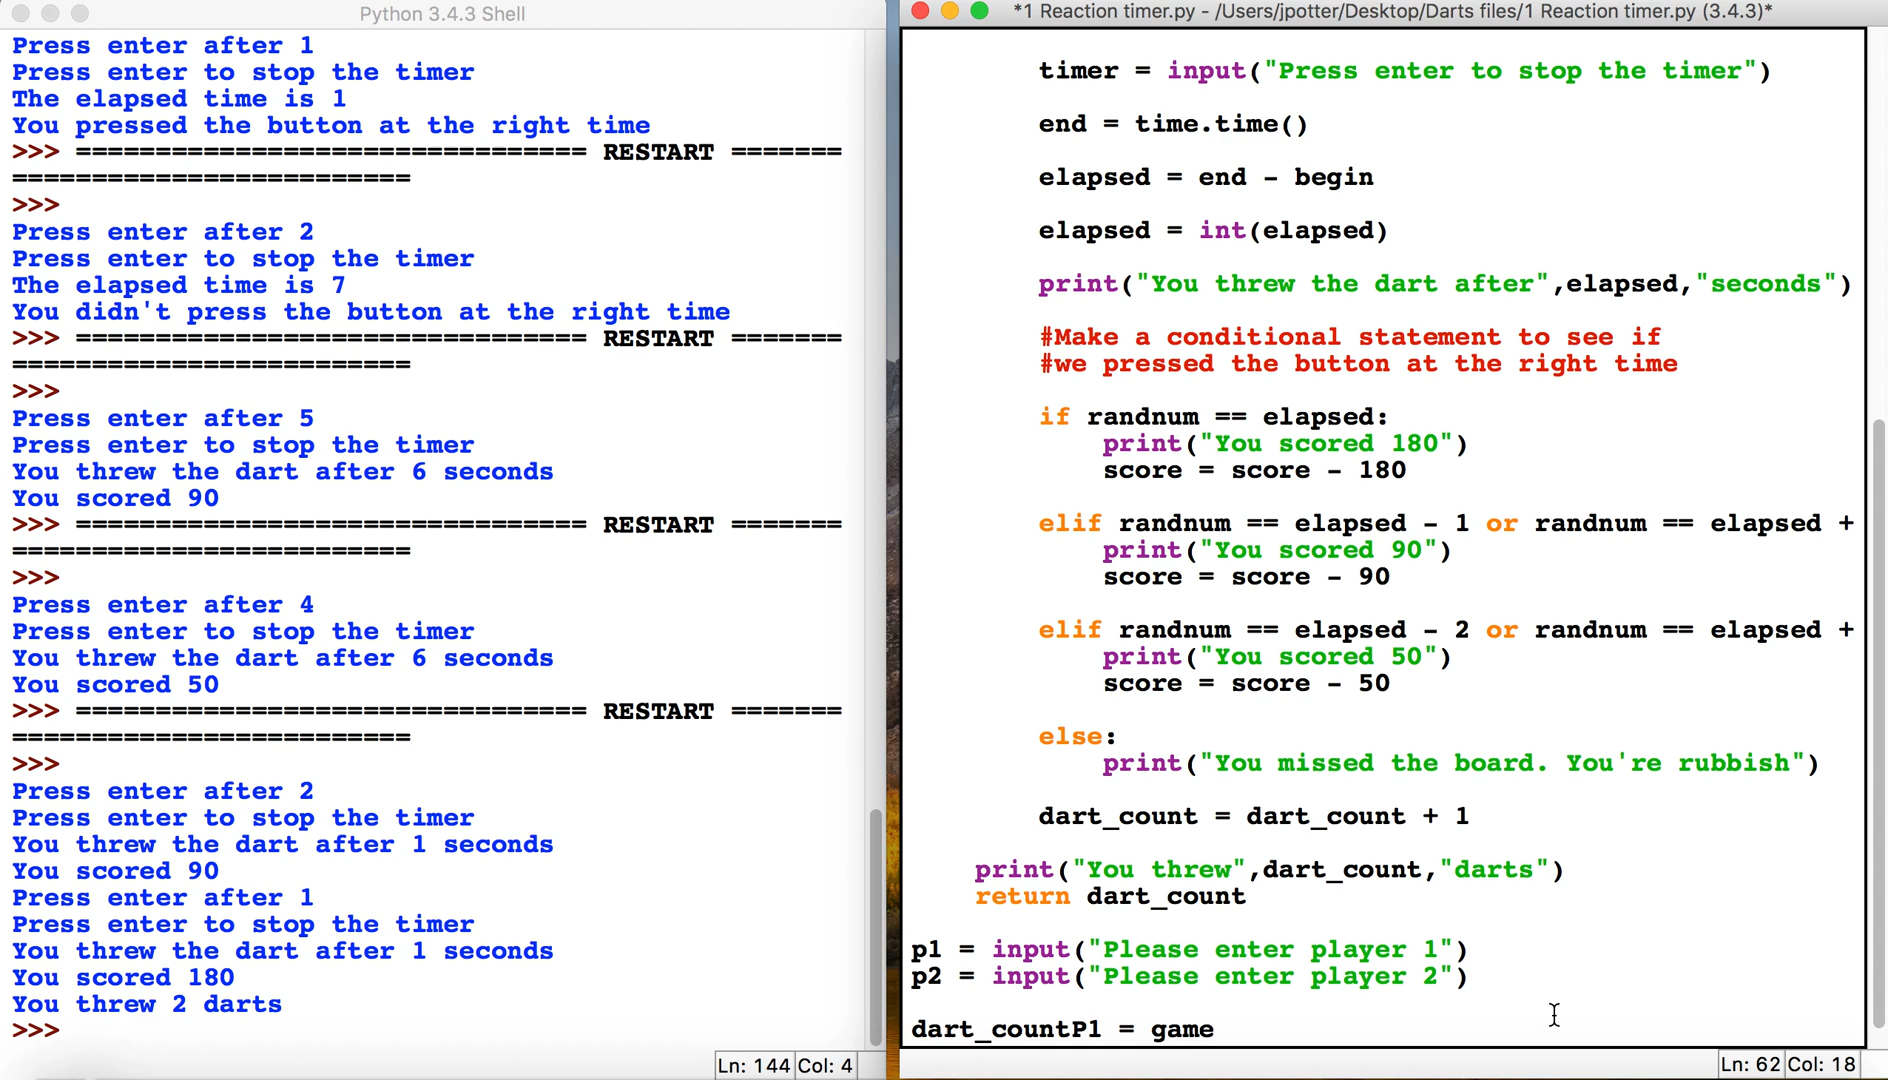 Python 3.4.3 Shell
Press enter after 1
Press enter to stop the timer
The elapsed time is 1
You pressed the button at the right time
>>> ================================ RESTART =======
=========================
>>>
Press enter after 2
Press enter to stop the timer
The elapsed time is 7
You didn't press the button at the right time
>>> ================================ RESTART =======
=========================
>>>
Press enter after 5
Press enter to stop the timer
You threw the dart after 6 seconds
You scored 90
>>> ================================ RESTART =======
=========================
>>>
Press enter after 4
Press enter to stop the timer
You threw the dart after 6 seconds
You scored 50
>>> ================================ RESTART =======
=========================
>>>
Press enter after 2
Press enter to stop the timer
You threw the dart after 1 seconds
You scored 90
Press enter after 1
Press enter to stop the timer
You threw the dart after 1 seconds
You scored 180
You threw 2 darts
>>>
Ln: 144 Col: 4
*1 Reaction timer.py - /Users/jpotter/Desktop/Darts files/1 Reaction timer.py (3.4.3)*
timer = input("Press enter to stop the timer")
end = time.time()
elapsed = end - begin
elapsed = int(elapsed)
print("You threw the dart after",elapsed,"seconds")
#Make a conditional statement to see if
#we pressed the button at the right time
if randnum == elapsed:
print("You scored 180")
score = score - 180
elif randnum == elapsed - 1 or randnum == elapsed +
print("You scored 90")
score = score - 90
elif randnum == elapsed - 2 or randnum == elapsed +
print("You scored 50")
score = score - 50
else:
print("You missed the board. You're rubbish")
dart_count = dart_count + 1
print("You threw",dart_count,"darts")
return dart_count
p1 = input("Please enter player 1")
p2 = input("Please enter player 2")
dart_countP1 = game
Ln: 62 Col: 18